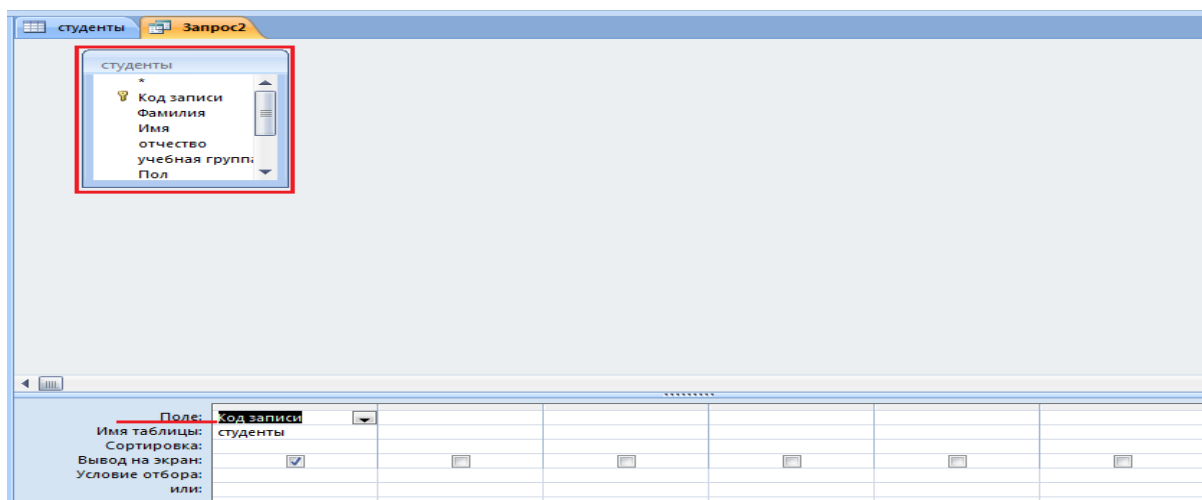 студенты Запрос2
студенты
*
Код записи
Фамилия
Имя
отчество
учебная группа
Пол
Поле: Код записи
Имя таблицы: студенты
Сортировка:
Вывод на экран:
Условие отбора:
или: